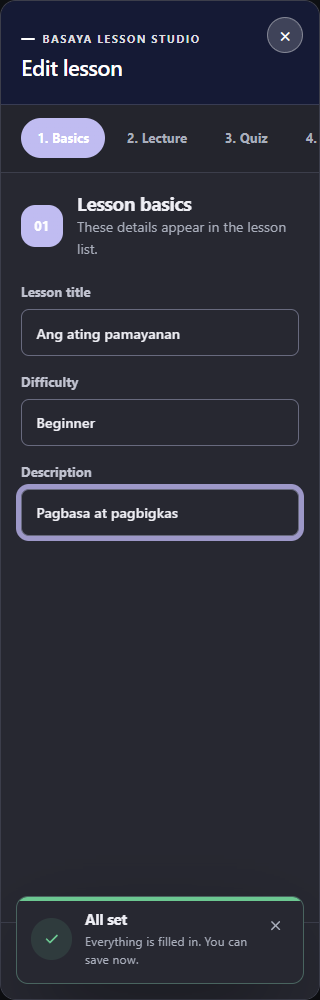 BASAYA LESSON STUDIO
Edit lesson
1. Basics 2. Lecture 3. Quiz 4.
01
Lesson basics
These details appear in the lesson
list.
Lesson title
Ang ating pamayanan
Difficulty
Beginner
Description
Pagbasa at pagbigkas
All set
Everything is filled in. You can
save now.